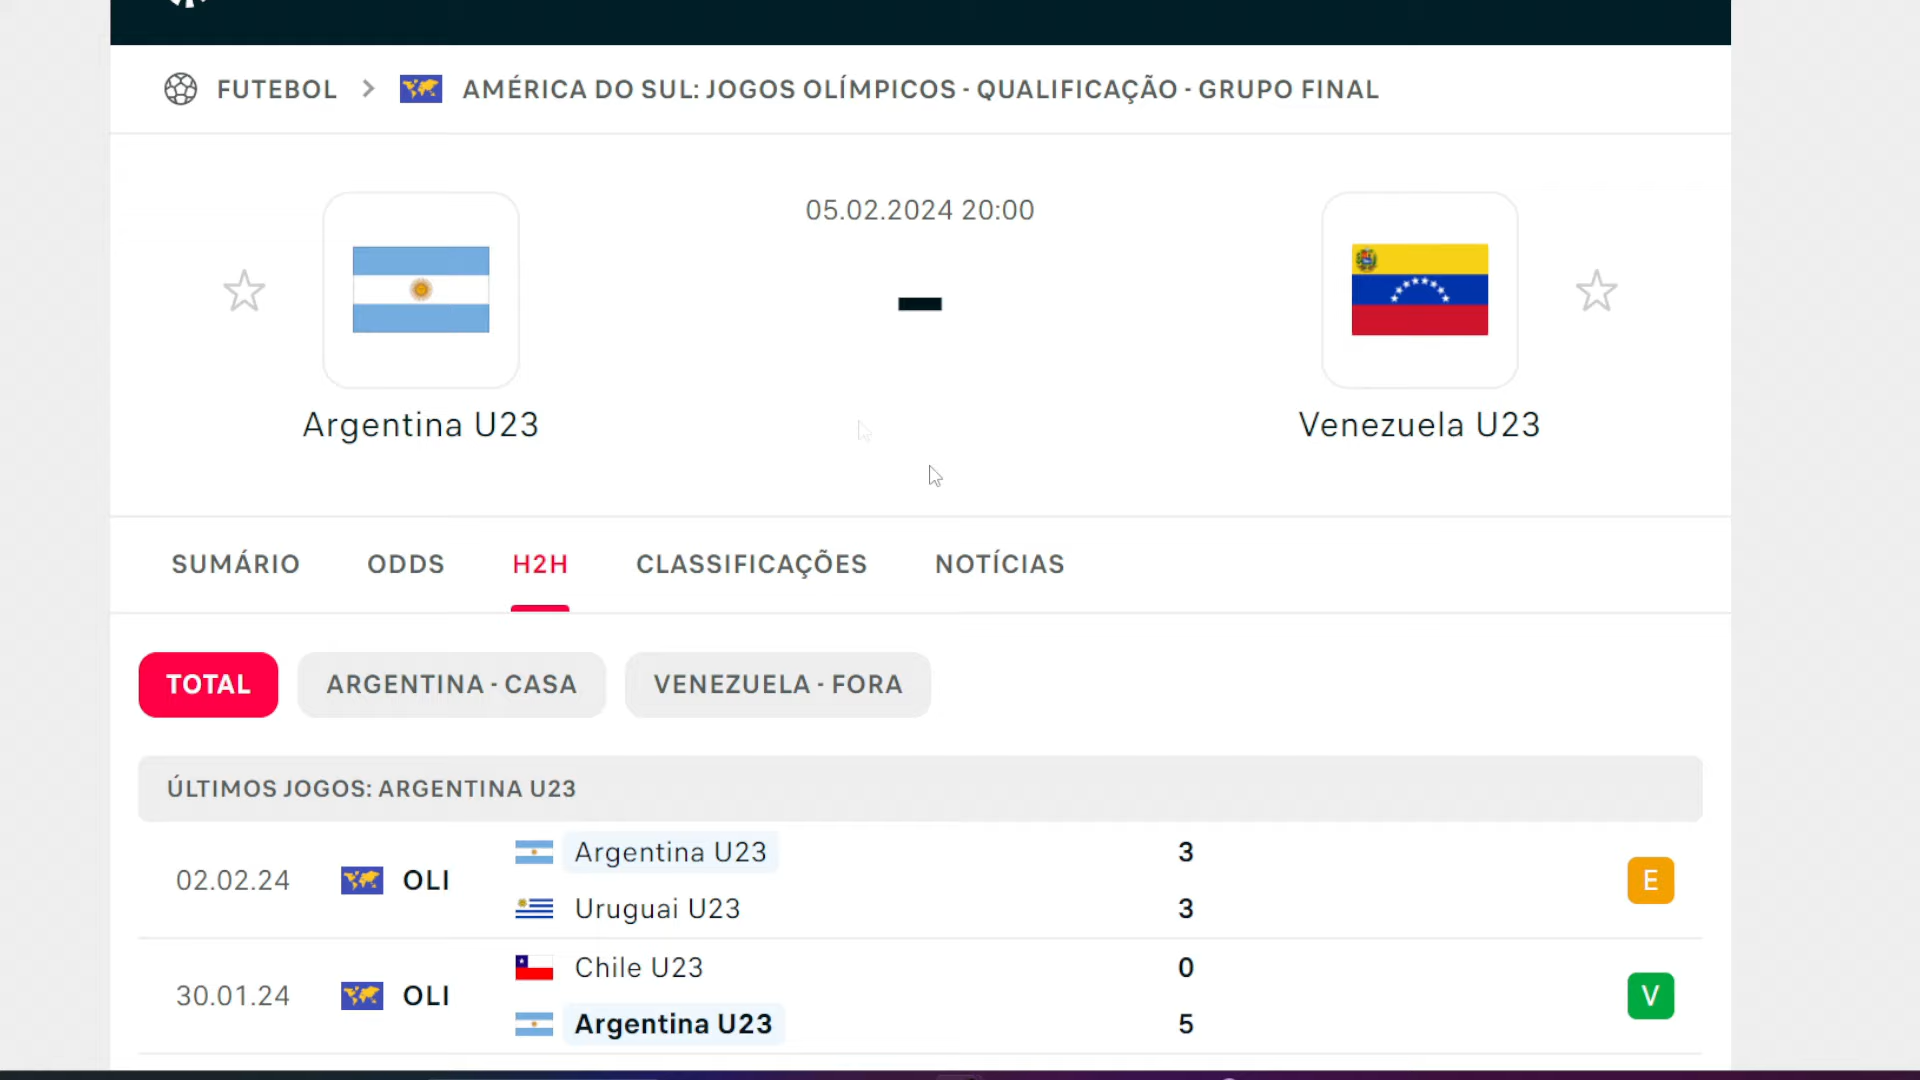 FUTEBOL > AMÉRICA DO SUL: JOGOS OLÍMPICOS - QUALIFICAÇÃO - GRUPO FINAL
05.02.2024 20:00
-
Argentina U23
Venezuela U23
SUMÁRIO ODDS H2H CLASSIFICAÇÕES NOTÍCIAS
TOTAL ARGENTINA - CASA VENEZUELA - FORA
ÚLTIMOS JOGOS: ARGENTINA U23
02.02.24 OLI
Argentina U23 3
Uruguai U23 3
E
30.01.24 OLI
Chile U23 0
Argentina U23 5
V